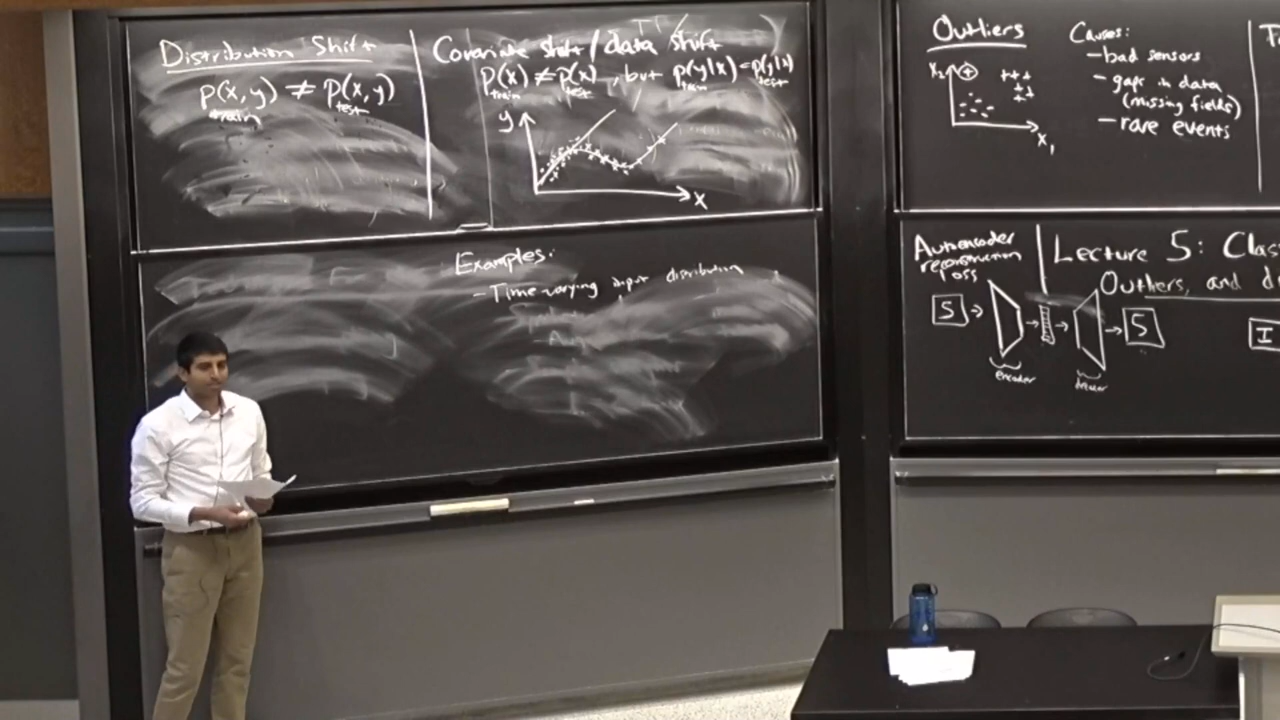 Distribution Shift
p(x,y) ≠ p(x,y)
train test
Covariate shift / data shift
p(x) ≠ p(x), but p(y|x) = p(y|x)
train test train test
y
x
Examples:
- Time-varying input distribution
Outliers
x₂
x₁
Causes:
- bad sensors
- gaps in data
(missing fields)
- rare events
Autoencoder
reconstruction
loss
5
5
encoder
Lecture 5: Clas
Outliers, and d
I